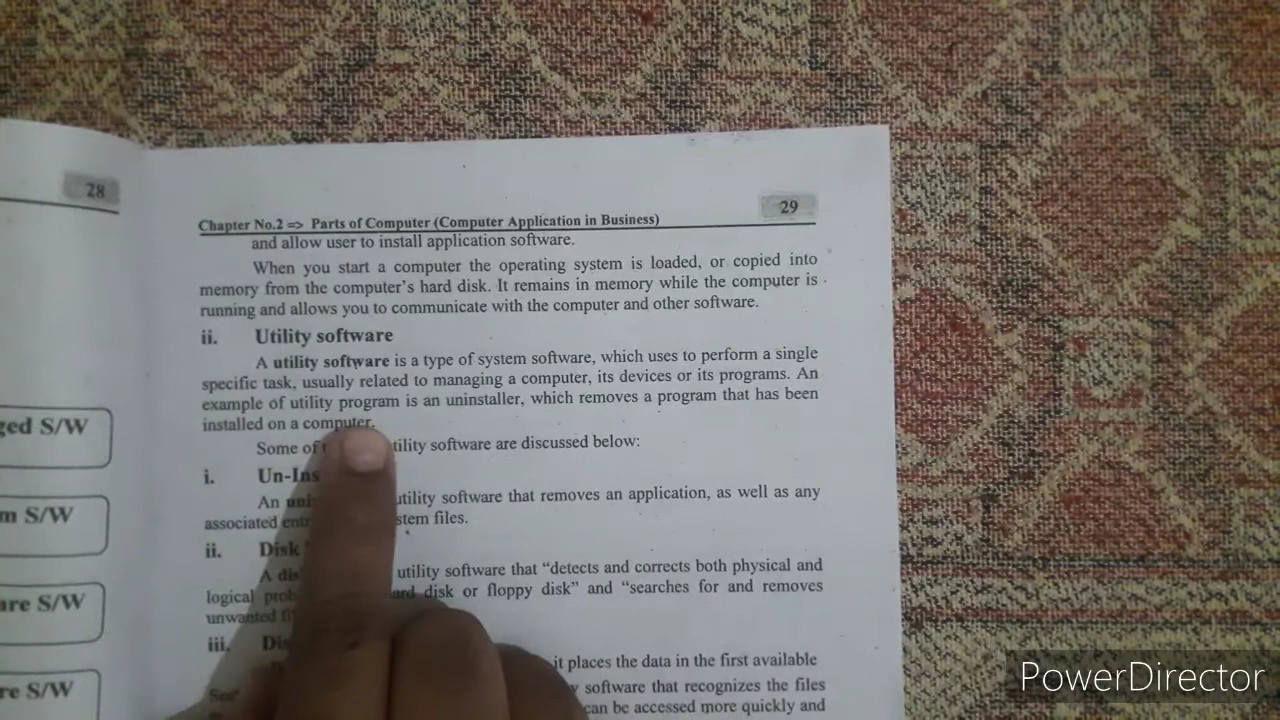 28
ged S/W
m S/W
are S/W
re S/W
Chapter No.2 => Parts of Computer (Computer Application in Business)
29
and allow user to install application software.
When you start a computer the operating system is loaded, or copied into
memory from the computer's hard disk. It remains in memory while the computer is
running and allows you to communicate with the computer and other software.
ii. Utility software
A utility software is a type of system software, which uses to perform a single
specific task, usually related to managing a computer, its devices or its programs. An
example of utility program is an uninstaller, which removes a program that has been
installed on a computer.
Some of utility software are discussed below:
i. Un-Ins
An utility software that removes an application, as well as any
associated stem files.
ii. Disk
A utility software that "detects and corrects both physical and
logical disk or floppy disk" and "searches for and removes
unwanted
iii.
it places the data in the first available
software that recognizes the files
can be accessed more quickly and
PowerDirector